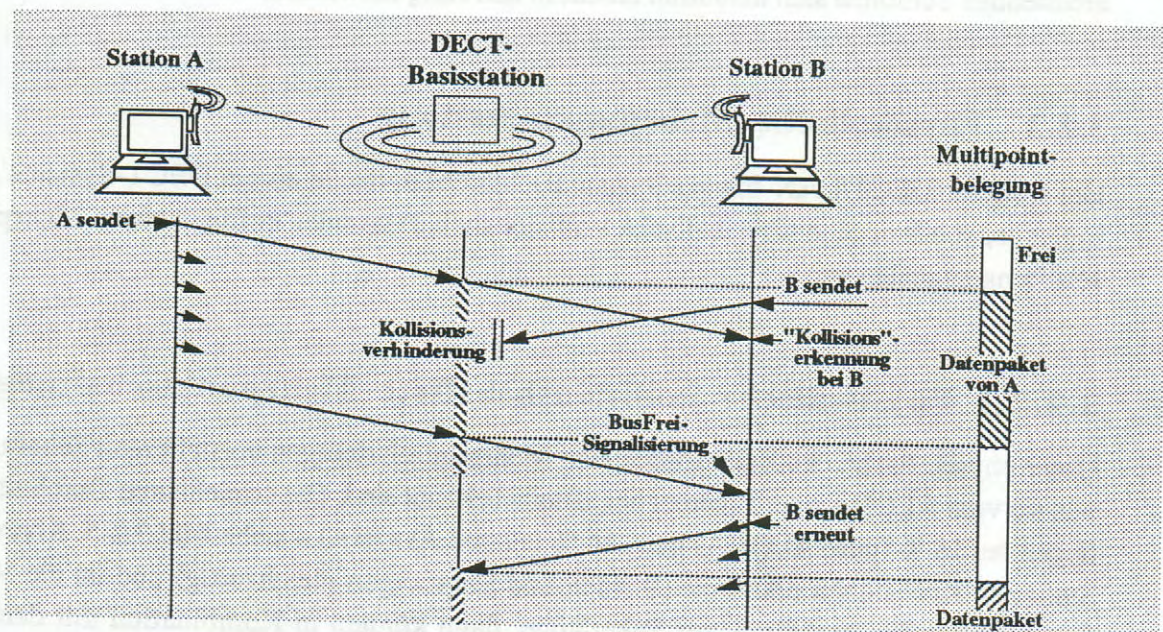 Station A
DECT-
Basisstation
Station B
Multipoint-
belegung
A sendet
Frei
B sendet
Kollisions-
verhinderung
"Kollisions"-
erkennung
bei B
Datenpaket
von A
BusFrei-
Signalisierung
B sendet
erneut
Datenpaket